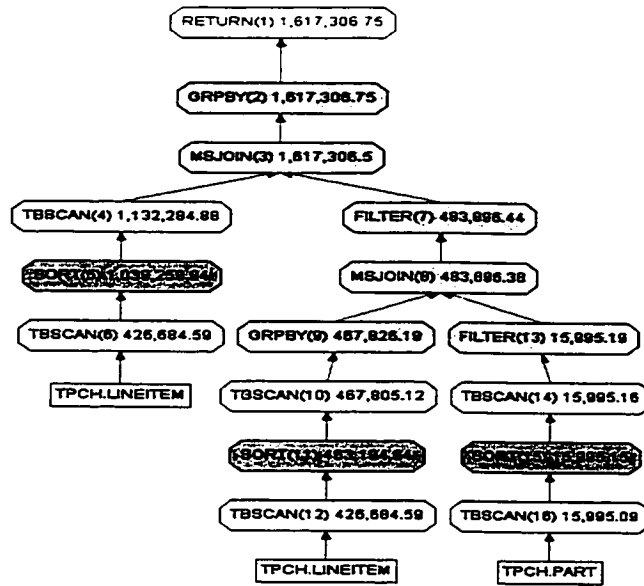 RETURN(1) 1,617,306.75
GRPBY(2) 1,617,306.75
MSJOIN(3) 1,617,306.5
TBSCAN(4) 1,132,284.88
FILTER(7) 483,896.44
MSJOIN(8) 483,896.38
TBSCAN(6) 426,684.59
GRPBY(9) 467,826.19
FILTER(13) 15,995.19
TPCH.LINEITEM
TBSCAN(10) 467,805.12
TBSCAN(14) 15,995.16
TBSCAN(12) 426,684.59
TBSCAN(16) 15,995.09
TPCH.LINEITEM
TPCH.PART